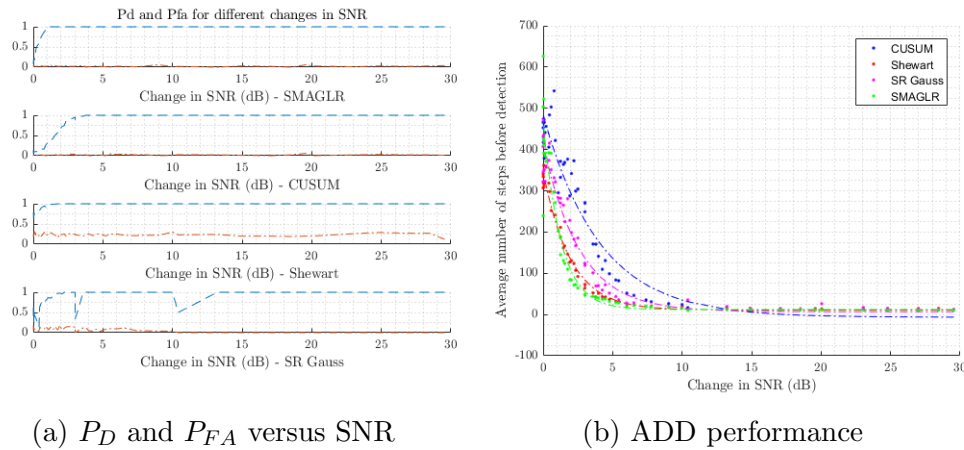 Pd and Pfa for different changes in SNR
1
0.5
0
0 5 10 15 20 25 30
Change in SNR (dB) - SMAGLR
1
0.5
0
0 5 10 15 20 25 30
Change in SNR (dB) - CUSUM
1
0.5
0
0 5 10 15 20 25 30
Change in SNR (dB) - Shewart
1
0.5
0
0 5 10 15 20 25 30
Change in SNR (dB) - SR Gauss
(a) P_D and P_FA versus SNR
Average number of steps before detection
700
600
500
400
300
200
100
0
-100
0 5 10 15 20 25 30
Change in SNR (dB)
CUSUM
Shewart
SR Gauss
SMAGLR
(b) ADD performance